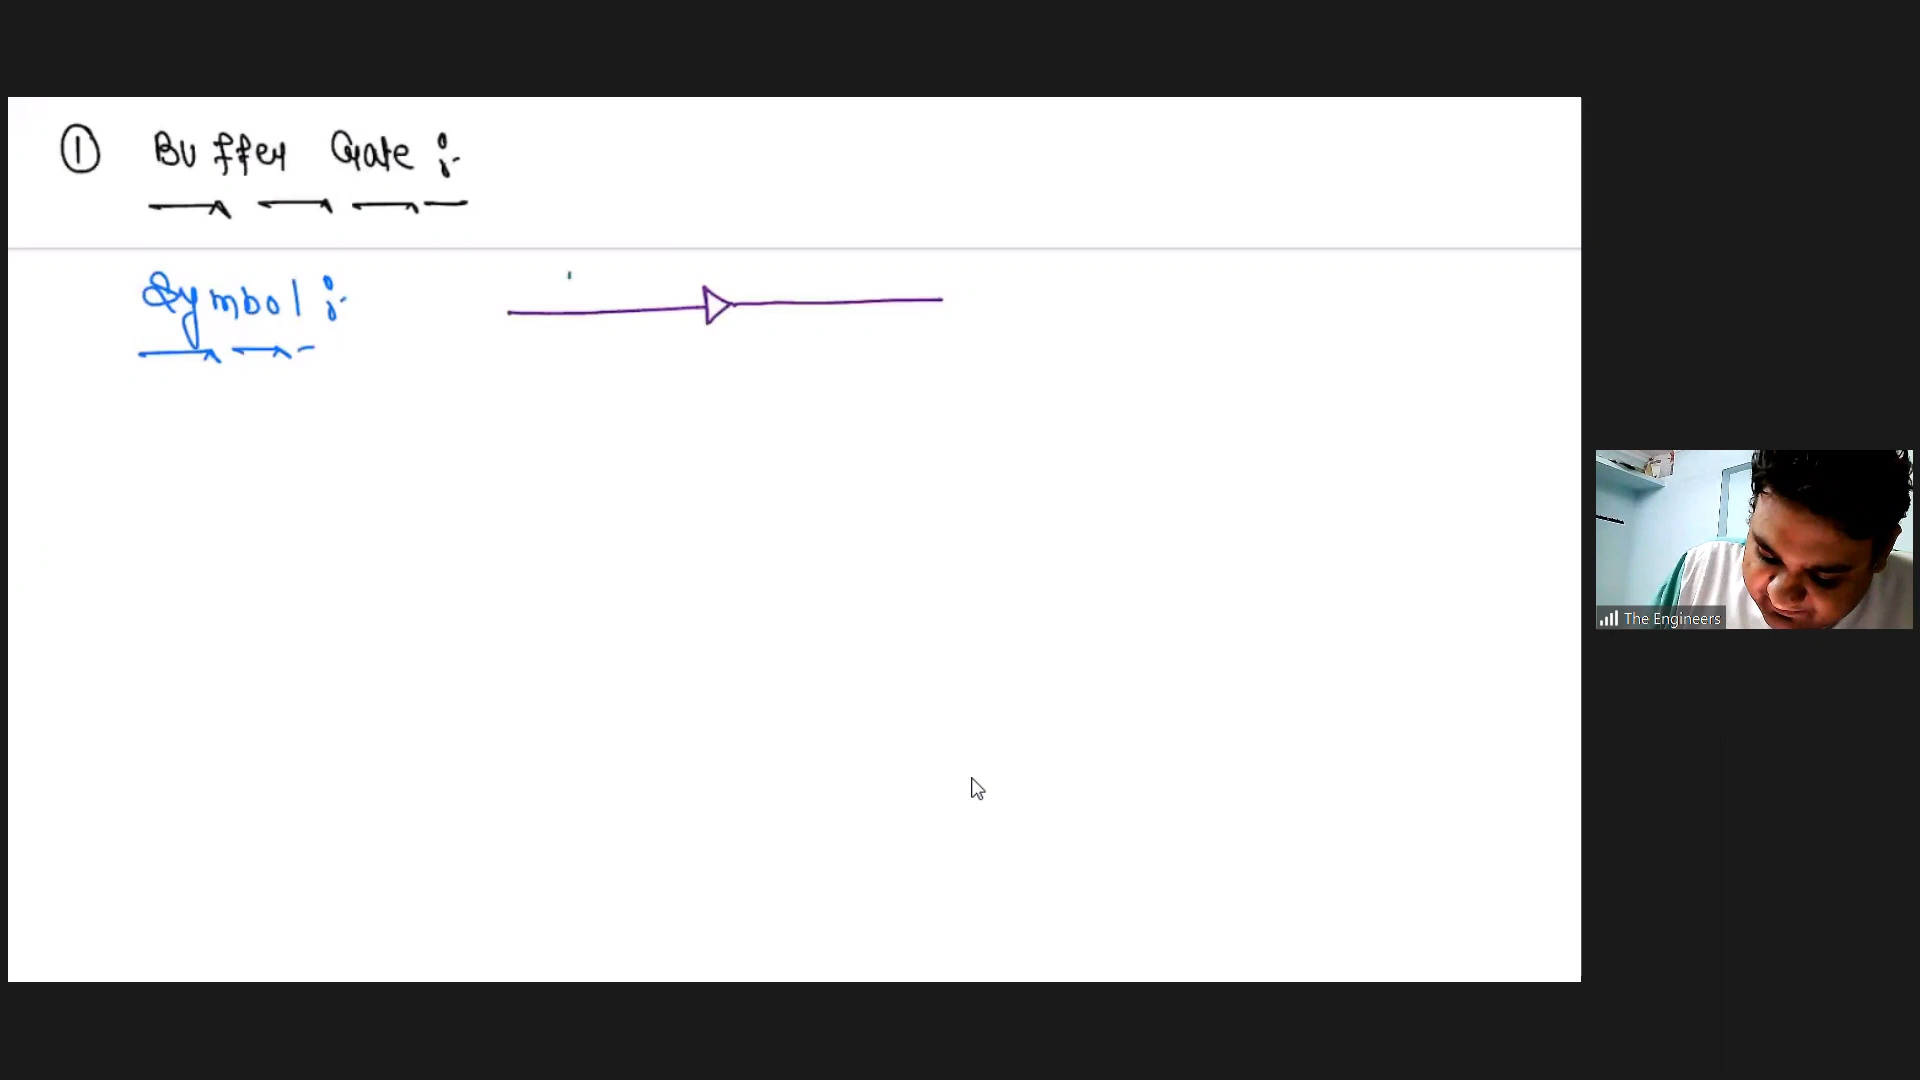 ① Buffer Gate :-
Symbol :-
The Engineers